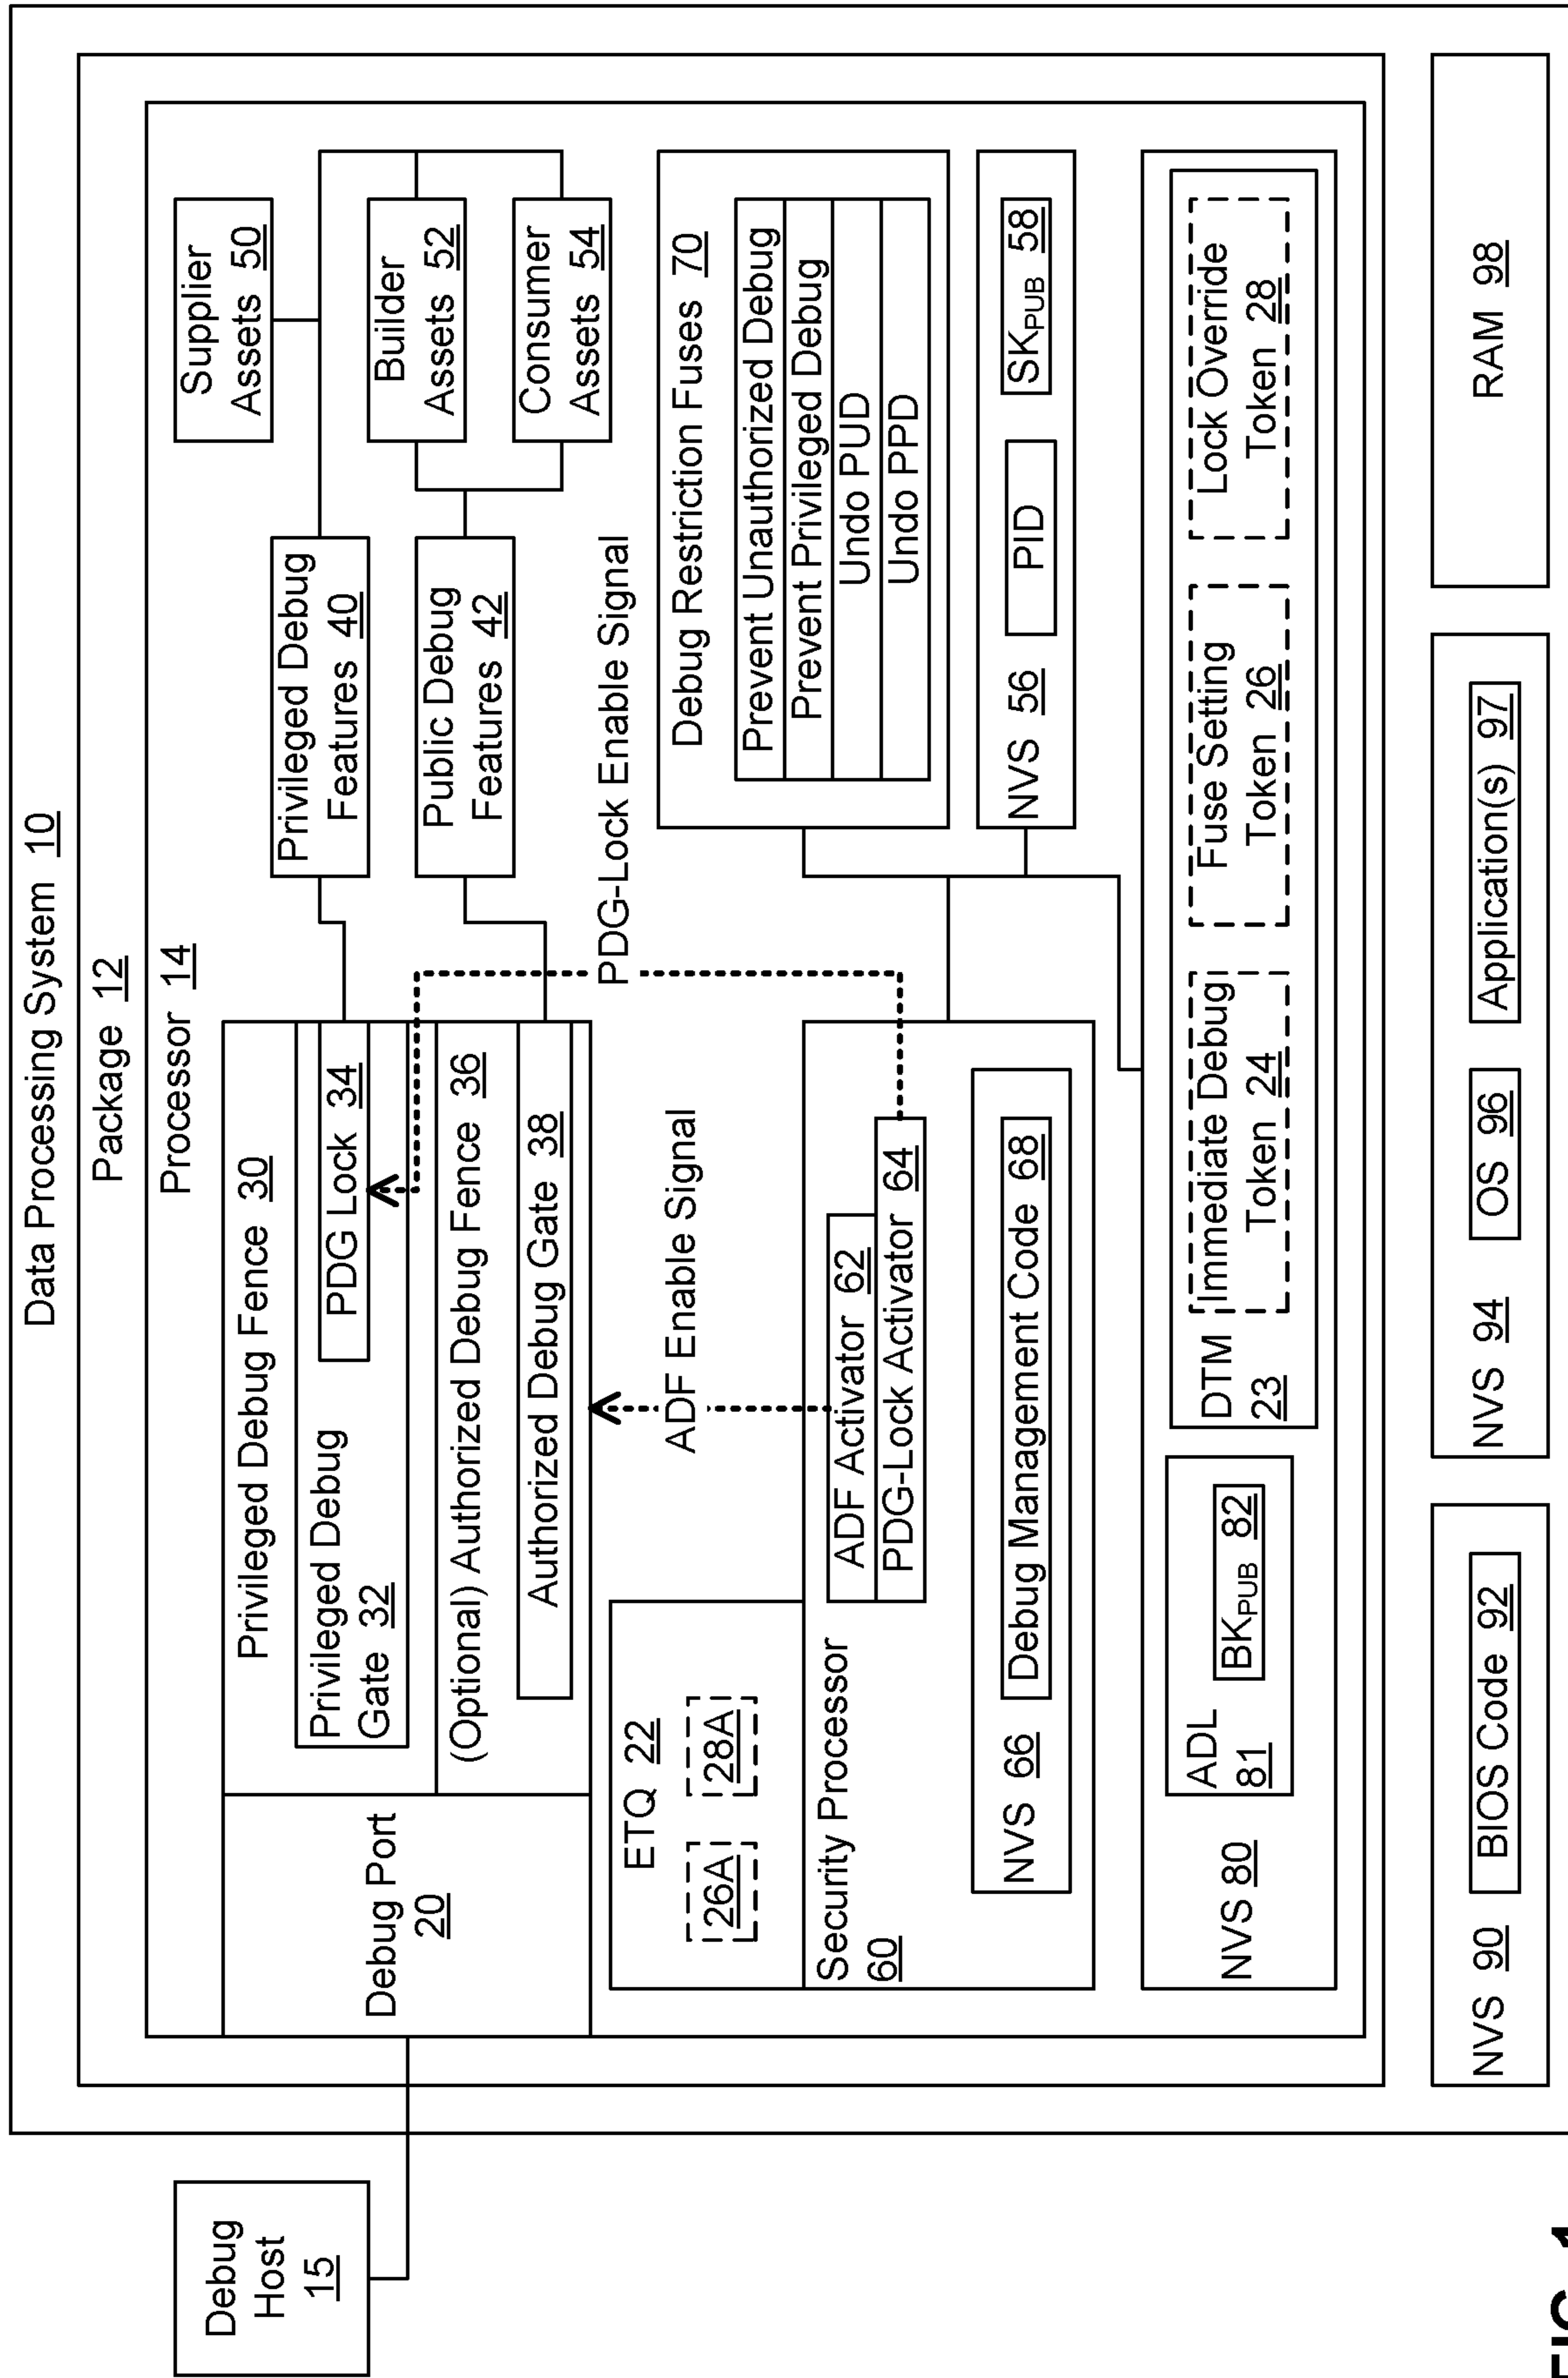 Data Processing System 10
Package 12
Processor 14
Debug
Host
15
Debug Port
20
Privileged Debug Fence 30
Privileged Debug
Gate 32
PDG Lock 34
(Optional) Authorized Debug Fence 36
Authorized Debug Gate 38
Privileged Debug
Features 40
Public Debug
Features 42
Supplier
Assets 50
Builder
Assets 52
Consumer
Assets 54
PDG-Lock Enable Signal
ADF Enable Signal
ETQ 22
26A
28A
Security Processor
60
ADF Activator 62
PDG-Lock Activator 64
NVS 66
Debug Management Code 68
Debug Restriction Fuses 70
Prevent Unauthorized Debug
Prevent Privileged Debug
Undo PUD
Undo PPD
NVS 56
PID
SKPUB 58
NVS 80
ADL
81
BKPUB 82
DTM
23
Immediate Debug
Token 24
Fuse Setting
Token 26
Lock Override
Token 28
NVS 90
BIOS Code 92
NVS 94
OS 96
Application(s) 97
RAM 98
FIG. 1